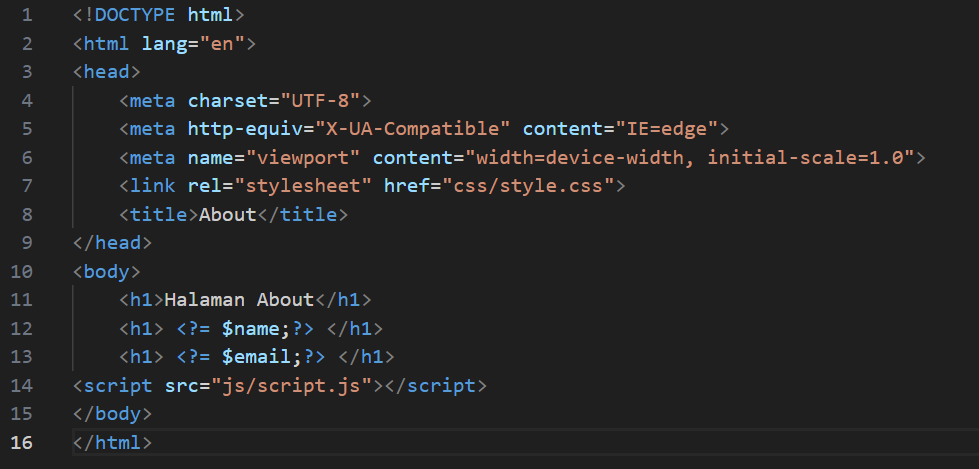 1 <!DOCTYPE html>
2 <html lang="en">
3 <head>
4     <meta charset="UTF-8">
5     <meta http-equiv="X-UA-Compatible" content="IE=edge">
6     <meta name="viewport" content="width=device-width, initial-scale=1.0">
7     <link rel="stylesheet" href="css/style.css">
8     <title>About</title>
9 </head>
10 <body>
11     <h1>Halaman About</h1>
12     <h1> <?= $name;?> </h1>
13     <h1> <?= $email;?> </h1>
14 <script src="js/script.js"></script>
15 </body>
16 </html>